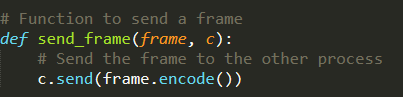 # Function to send a frame
def send_frame(frame, c):
    # Send the frame to the other process
    c.send(frame.encode())